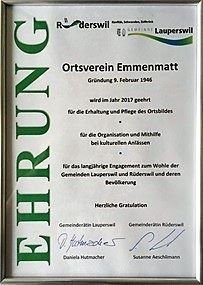 Rüderswil
Lauperswil
EHRUNG
Ortsverein Emmenmatt
Gründung 9. Februar 1946
wird im Jahr 2017 geehrt
für die Erhaltung und Pflege des Ortsbildes
für die Organisation und Mithilfe
bei kulturellen Anlässen
für das langjährige Engagement zum Wohle der
Gemeinden Lauperswil und Rüderswil und deren
Bevölkerung
Herzliche Gratulation
Gemeinderätin Lauperswil Gemeinderätin Rüderswil
D. Hutmacher
Daniela Hutmacher Susanne Aeschlimann